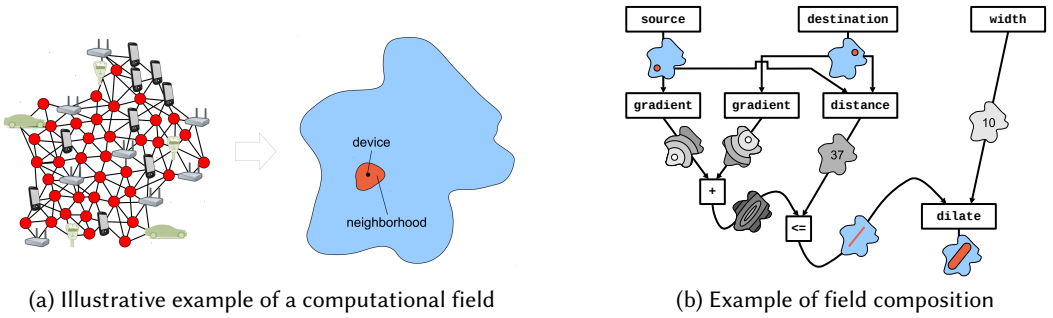 source
destination
width
gradient
gradient
distance
device
neighborhood
10
37
+
<=
dilate
(a) Illustrative example of a computational field
(b) Example of field composition